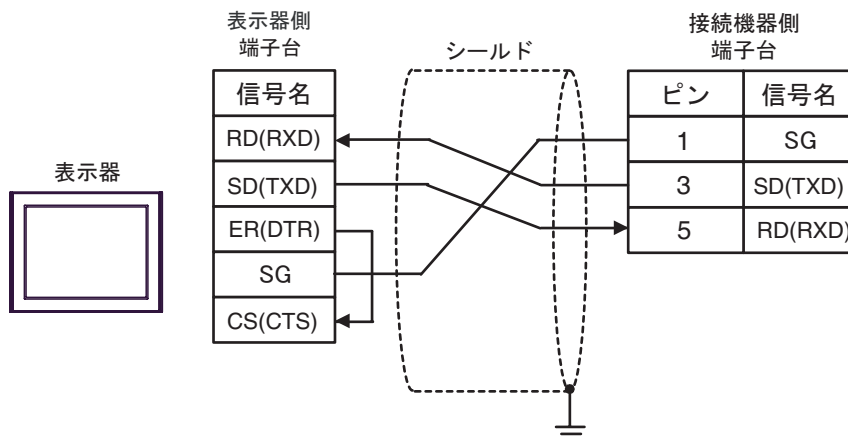 表示器側
端子台
シールド
接続機器側
端子台
表示器
信号名
RD(RXD)
SD(TXD)
ER(DTR)
SG
CS(CTS)
ピン 信号名
1 SG
3 SD(TXD)
5 RD(RXD)